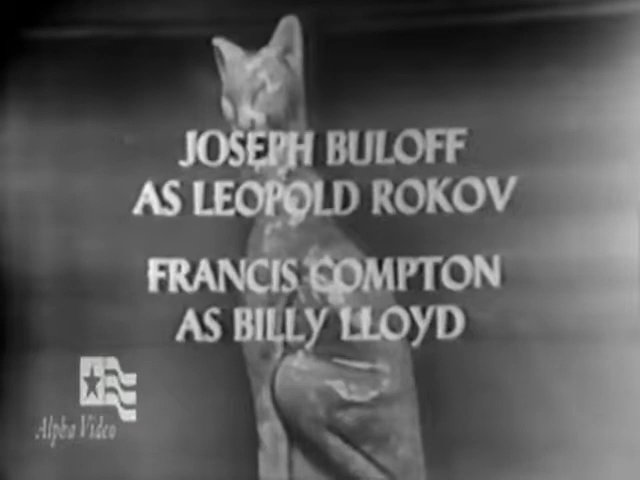 JOSEPH BULOFF
AS LEOPOLD ROKOV
FRANCIS COMPTON
AS BILLY LLOYD
Alpha Video